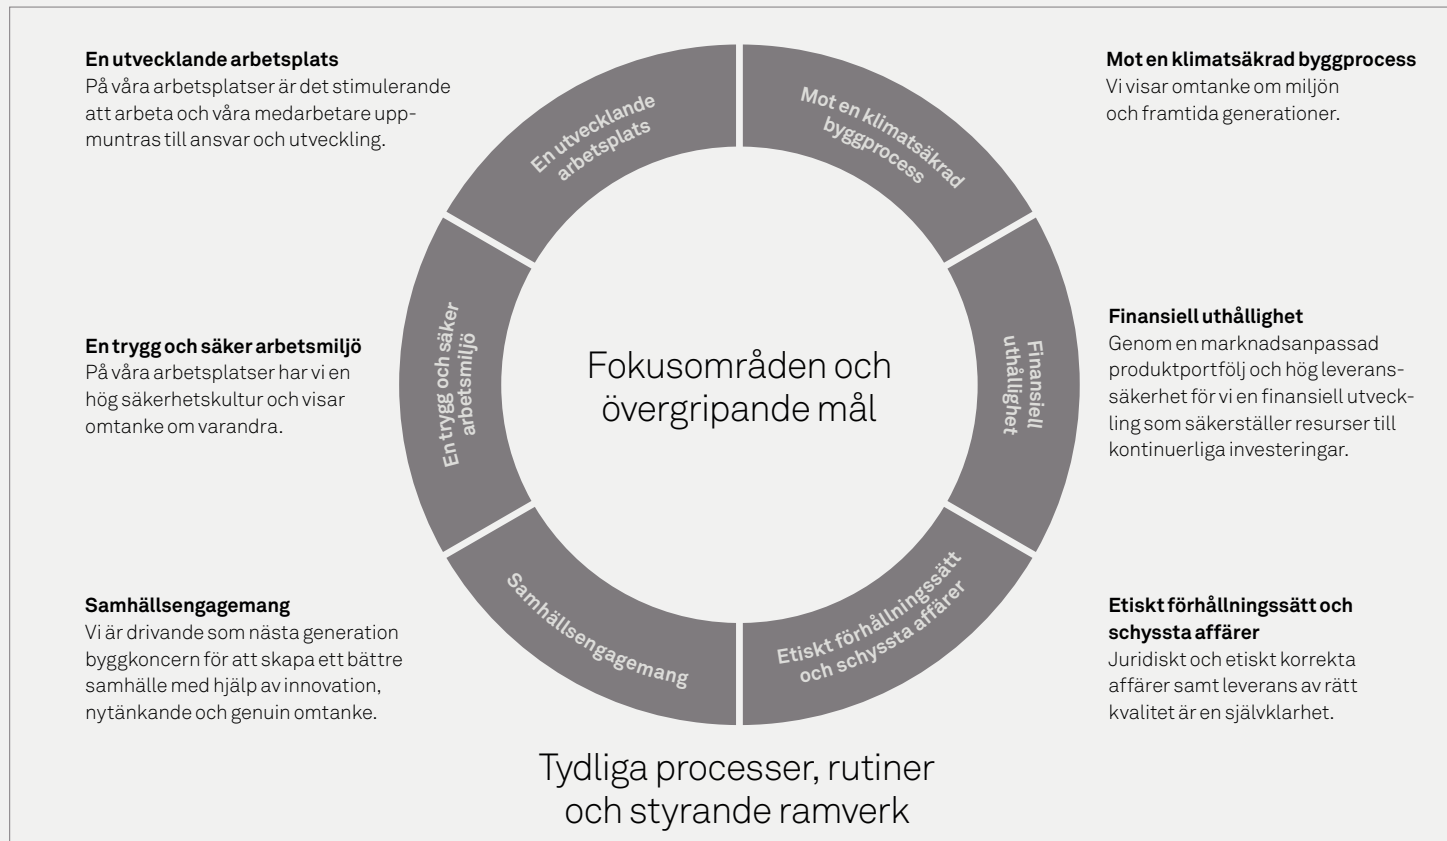 En utvecklande arbetsplats
På våra arbetsplatser är det stimulerande
att arbeta och våra medarbetare upp-
muntras till ansvar och utveckling.
En trygg och säker arbetsmiljö
På våra arbetsplatser har vi en
hög säkerhetskultur och visar
omtanke om varandra.
Samhällsengagemang
Vi är drivande som nästa generation
byggkoncern för att skapa ett bättre
samhälle med hjälp av innovation,
nytänkande och genuin omtanke.
En utvecklande
arbetsplats
Mot en klimatsäkrad
byggprocess
En trygg och säker
arbetsmiljö
Fokusområden och
övergripande mål
Finansiell
uthållighet
Samhällsengagemang
Etiskt förhållningssätt
och schyssta affärer
Tydliga processer, rutiner
och styrande ramverk
Mot en klimatsäkrad byggprocess
Vi visar omtanke om miljön
och framtida generationer.
Finansiell uthållighet
Genom en marknadsanpassad
produktportfölj och hög leverans-
säkerhet för vi en finansiell utveck-
ling som säkerställer resurser till
kontinuerliga investeringar.
Etiskt förhållningssätt och
schyssta affärer
Juridiskt och etiskt korrekta
affärer samt leverans av rätt
kvalitet är en självklarhet.